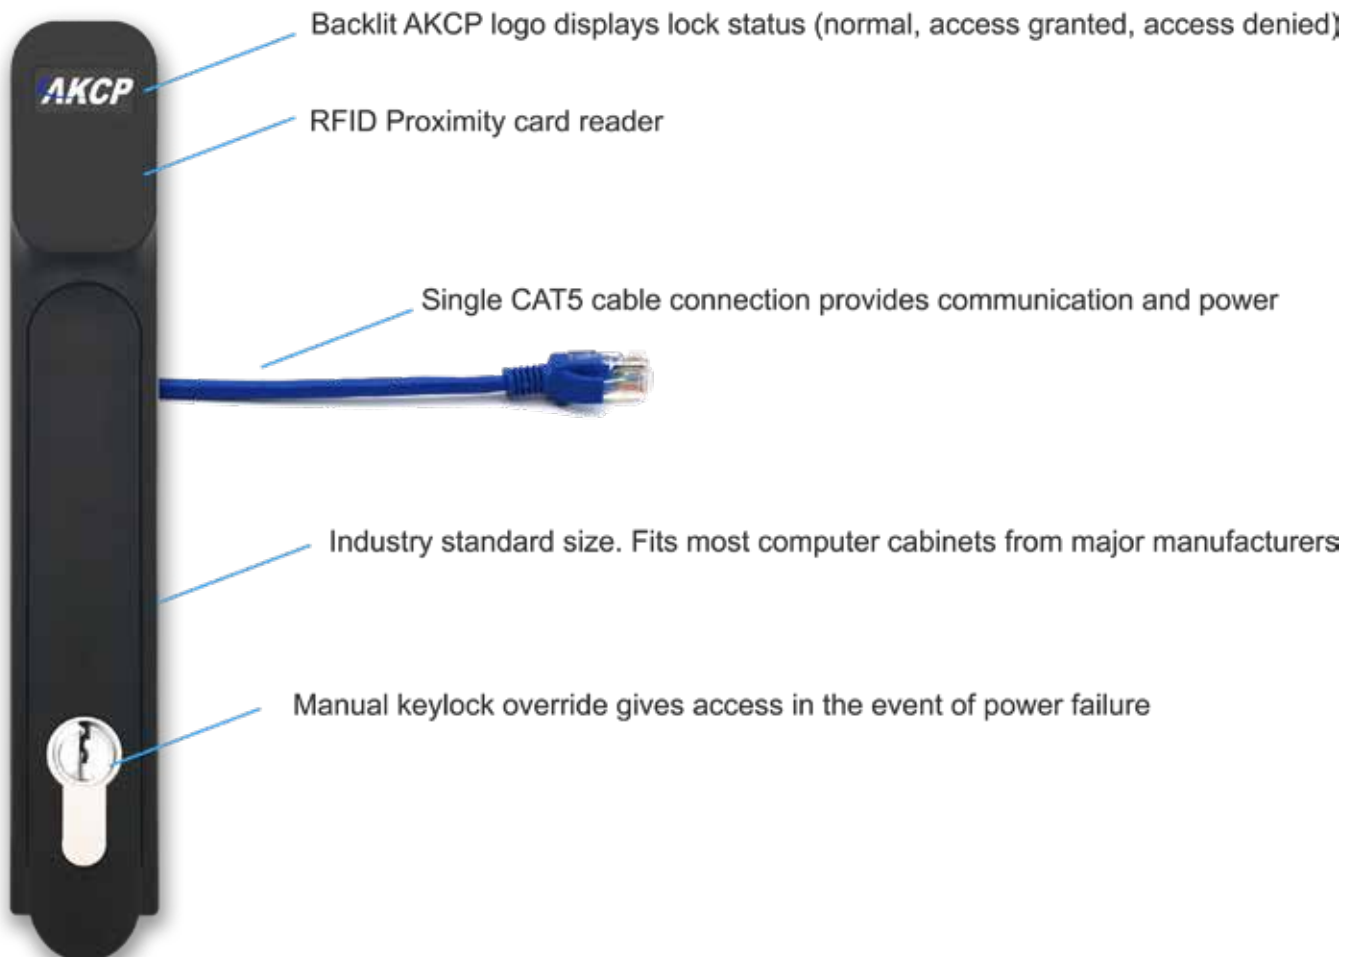 Backlit AKCP logo displays lock status (normal, access granted, access denied)
AKCP
RFID Proximity card reader
Single CAT5 cable connection provides communication and power
Industry standard size. Fits most computer cabinets from major manufacturers
Manual keylock override gives access in the event of power failure